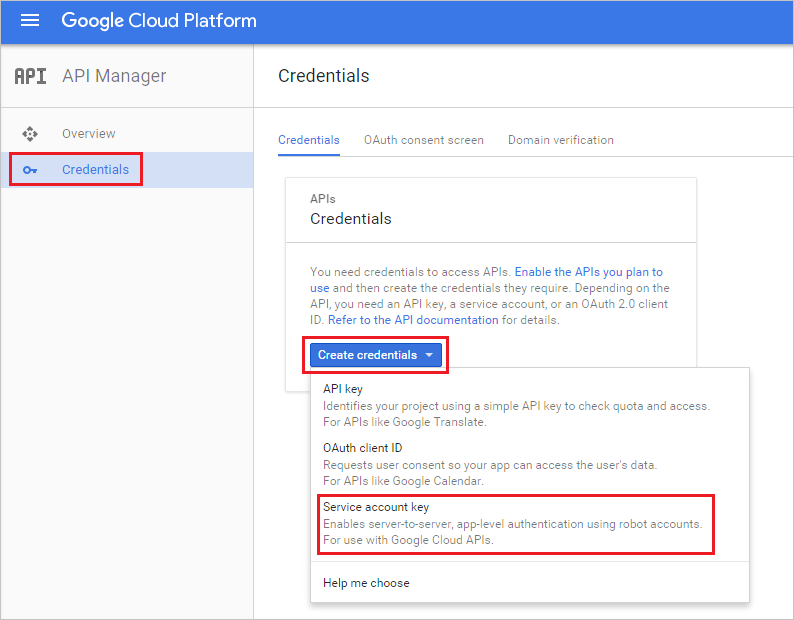 Google Cloud Platform
API API Manager
Credentials
Overview
Credentials
Credentials OAuth consent screen Domain verification
APIs
Credentials
You need credentials to access APIs. Enable the APIs you plan to
use and then create the credentials they require. Depending on the
API, you need an API key, a service account, or an OAuth 2.0 client
ID. Refer to the API documentation for details.
Create credentials
API key
Identifies your project using a simple API key to check quota and access.
For APIs like Google Translate.
OAuth client ID
Requests user consent so your app can access the user's data.
For APIs like Google Calendar.
Service account key
Enables server-to-server, app-level authentication using robot accounts.
For use with Google Cloud APIs.
Help me choose